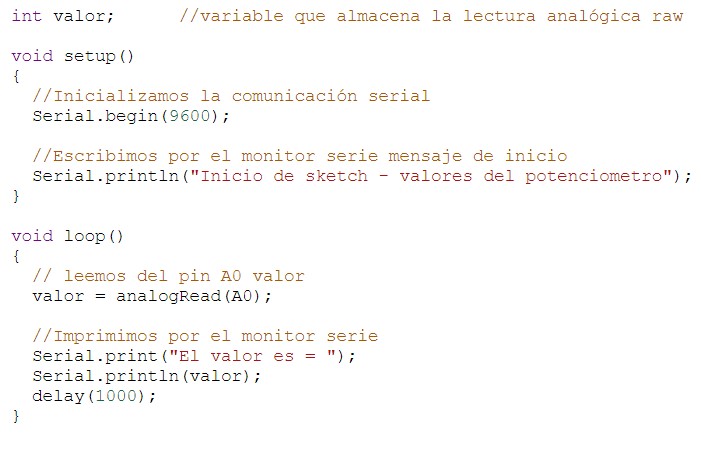 int valor;      //variable que almacena la lectura analógica raw
void setup()
{
  //Inicializamos la comunicación serial
  Serial.begin(9600);
  //Escribimos por el monitor serie mensaje de inicio
  Serial.println("Inicio de sketch - valores del potenciometro");
}
void loop()
{
  // leemos del pin A0 valor
  valor = analogRead(A0);
  //Imprimimos por el monitor serie
  Serial.print("El valor es = ");
  Serial.println(valor);
  delay(1000);
}